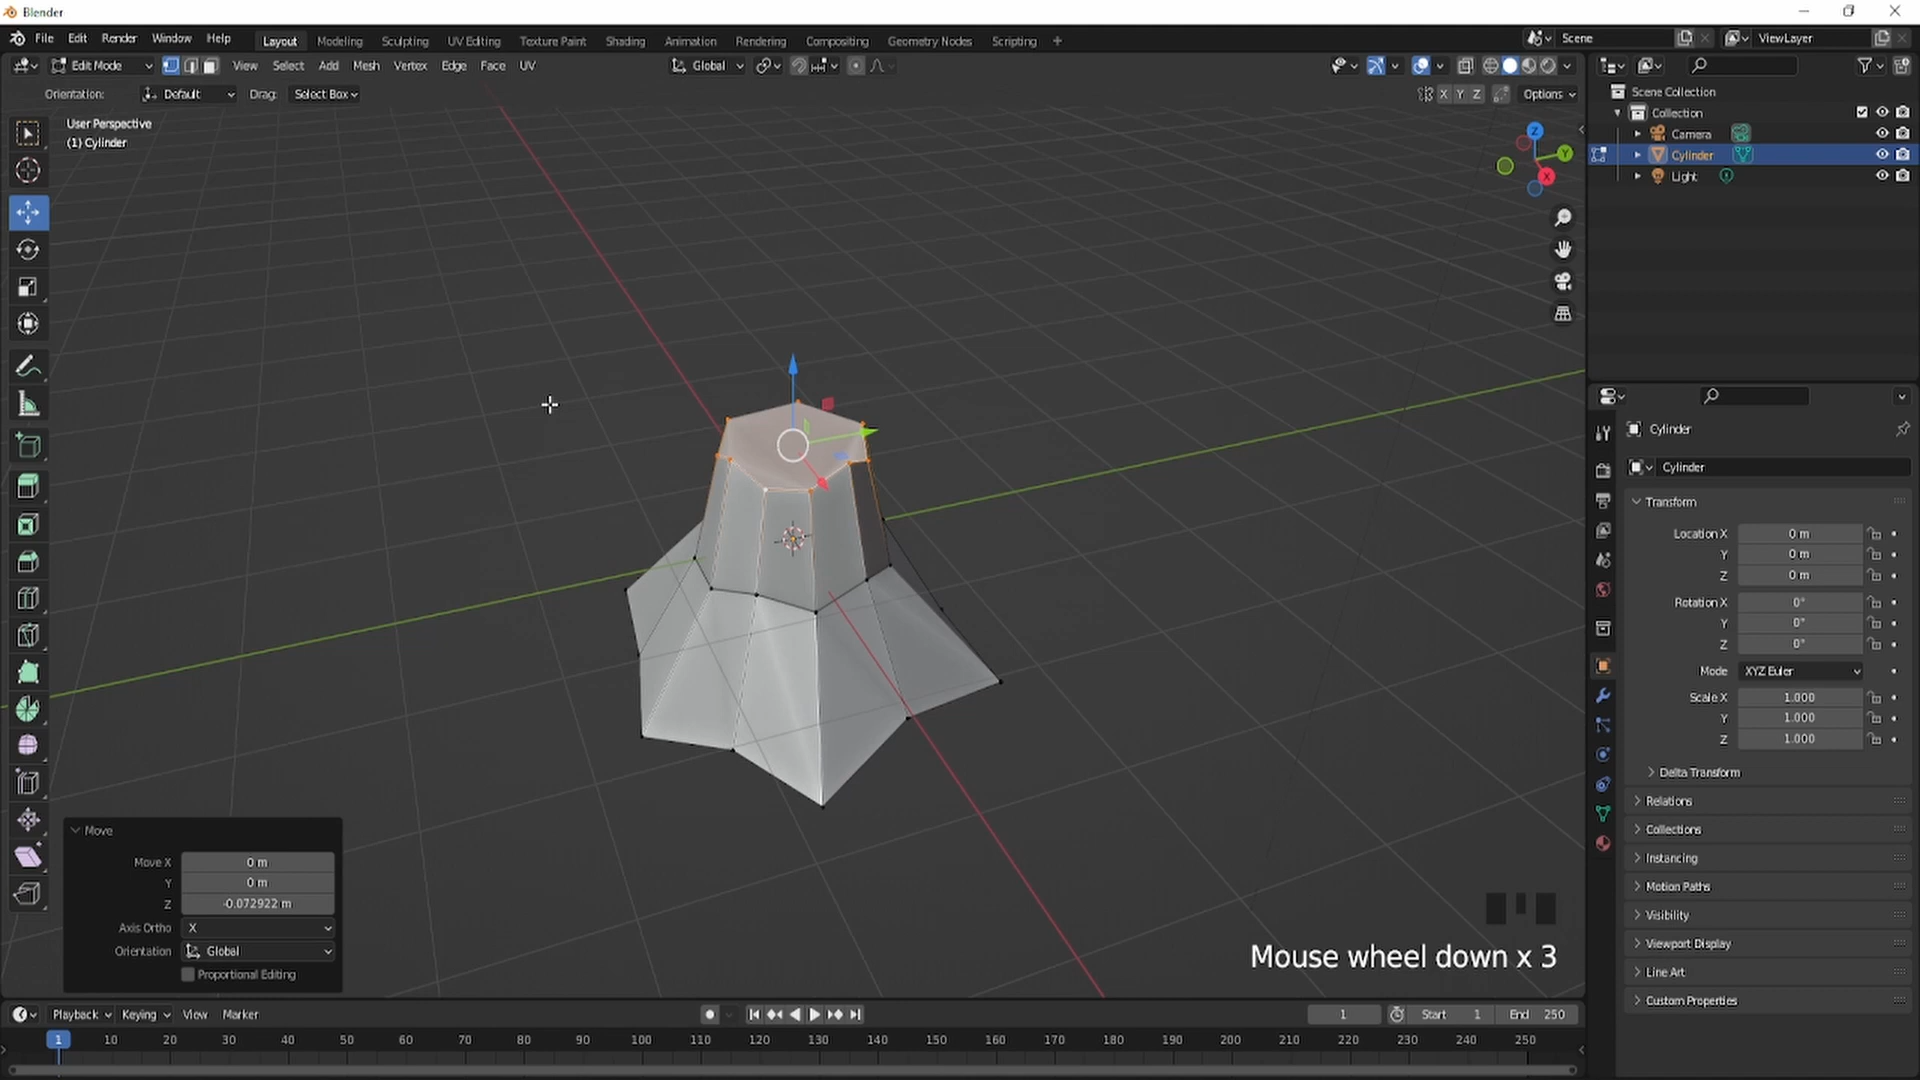 Blender
File Edit Render Window Help Layout Modeling Sculpting UV Editing Texture Paint Shading Animation Rendering Compositing Geometry Nodes Scripting + Scene ViewLayer
Edit Mode View Select Add Mesh Vertex Edge Face UV Global
Orientation: Default Drag: Select Box X Y Z Options
User Perspective
(1) Cylinder
Z
Y
X
Scene Collection
Collection
Camera
Cylinder
Light
Cylinder
Cylinder
Transform
Location X 0 m
Y 0 m
Z 0 m
Rotation X 0°
Y 0°
Z 0°
Mode XYZ Euler
Scale X 1.000
Y 1.000
Z 1.000
Delta Transform
Relations
Collections
Instancing
Motion Paths
Visibility
Viewport Display
Line Art
Custom Properties
Move
Move X 0 m
Y 0 m
Z -0.072922 m
Axis Ortho X
Orientation Global
Proportional Editing
Mouse wheel down x 3
Playback Keying View Marker 1 Start 1 End 250
1 10 20 30 40 50 60 70 80 90 100 110 120 130 140 150 160 170 180 190 200 210 220 230 240 250